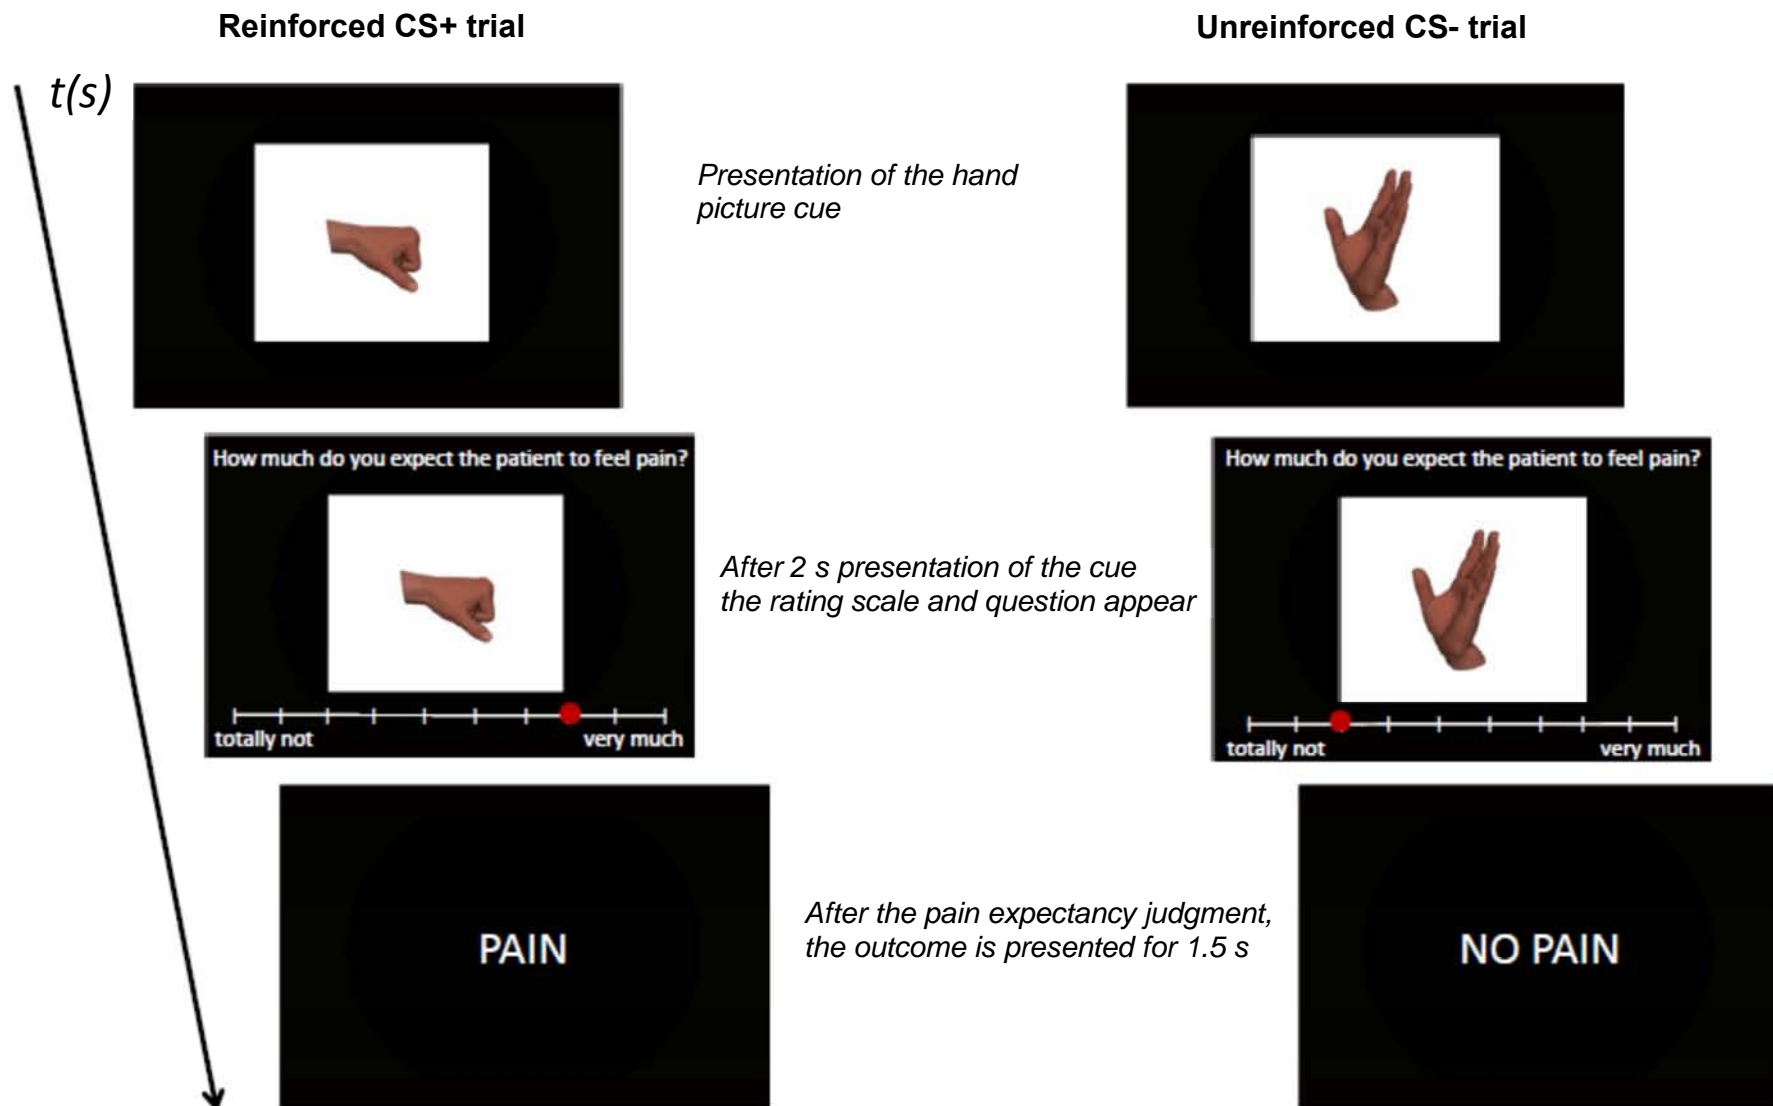 Reinforced CS+ trial
Unreinforced CS- trial
t(s)
Presentation of the hand
picture cue
How much do you expect the patient to feel pain?
totally not
very much
After 2 s presentation of the cue
the rating scale and question appear
How much do you expect the patient to feel pain?
totally not
very much
PAIN
After the pain expectancy judgment,
the outcome is presented for 1.5 s
NO PAIN